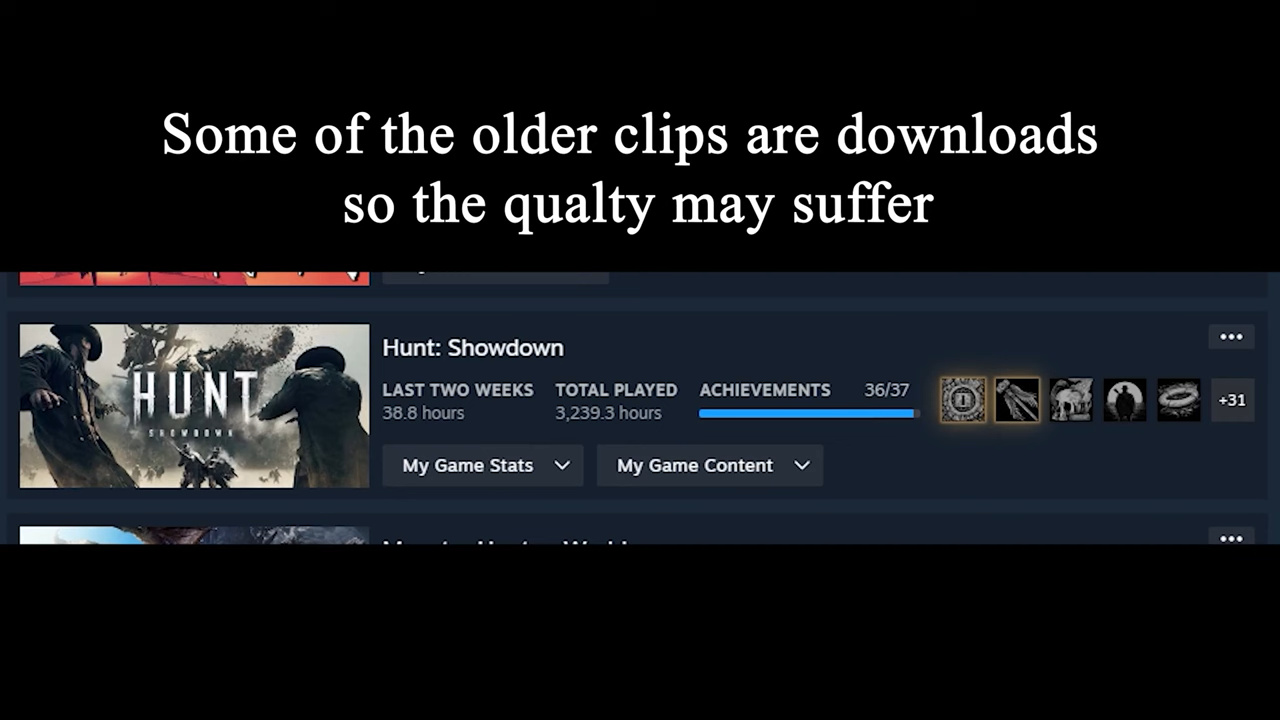 Some of the older clips are downloads
so the qualty may suffer
HUNT
SHOWDOWN
Hunt: Showdown
LAST TWO WEEKS TOTAL PLAYED ACHIEVEMENTS 36/37
38.8 hours 3,239.3 hours
+31
My Game Stats My Game Content